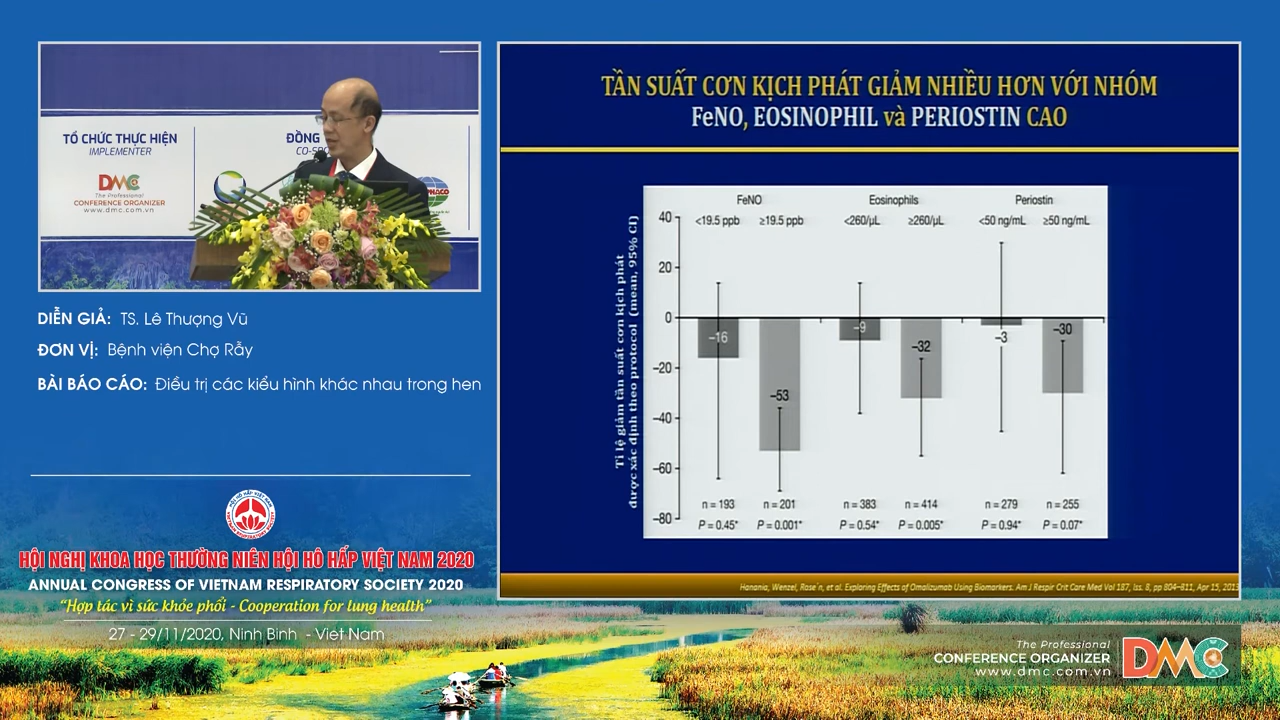 TỔ CHỨC THỰC HIỆN
IMPLEMENTER
DMC
The Professional
CONFERENCE ORGANIZER
www.dmc.com.vn
ĐỒNG
DIỄN GIẢ: TS. Lê Thượng Vũ
ĐƠN VỊ: Bệnh viện Chợ Rẫy
BÀI BÁO CÁO: Điều trị các kiểu hình khác nhau trong hen
HỘI HÔ HẤP VIỆT NAM
HỘI NGHỊ KHOA HỌC THƯỜNG NIÊN HỘI HÔ HẤP VIỆT NAM 2020
ANNUAL CONGRESS OF VIETNAM RESPIRATORY SOCIETY 2020
“Hợp tác vì sức khỏe phổi - Cooperation for lung health”
27 - 29/11/2020, Ninh Bình - Việt Nam
TẦN SUẤT CƠN KỊCH PHÁT GIẢM NHIỀU HƠN VỚI NHÓM
FeNO, EOSINOPHIL và PERIOSTIN CAO
Tỉ lệ giảm tần suất cơn kịch phát
được xác định theo protocol (mean, 95% CI)
FeNO Eosinophils Periostin
<19.5 ppb ≥19.5 ppb <260/µL ≥260/µL <50 ng/mL ≥50 ng/mL
40
20
0
−20
−40
−60
−80
−16 −53 −9 −32 −3 −30
n = 193 n = 201 n = 383 n = 414 n = 279 n = 255
P = 0.45* P = 0.001* P = 0.54* P = 0.005* P = 0.94* P = 0.07*
Hanania, Wenzel, Rose´n, et al. Exploring Effects of Omalizumab Using Biomarkers. Am J Respir Crit Care Med Vol 187, Iss. 8, pp 804–811, Apr 15, 2013
The Professional
CONFERENCE ORGANIZER
www.dmc.com.vn
DMC